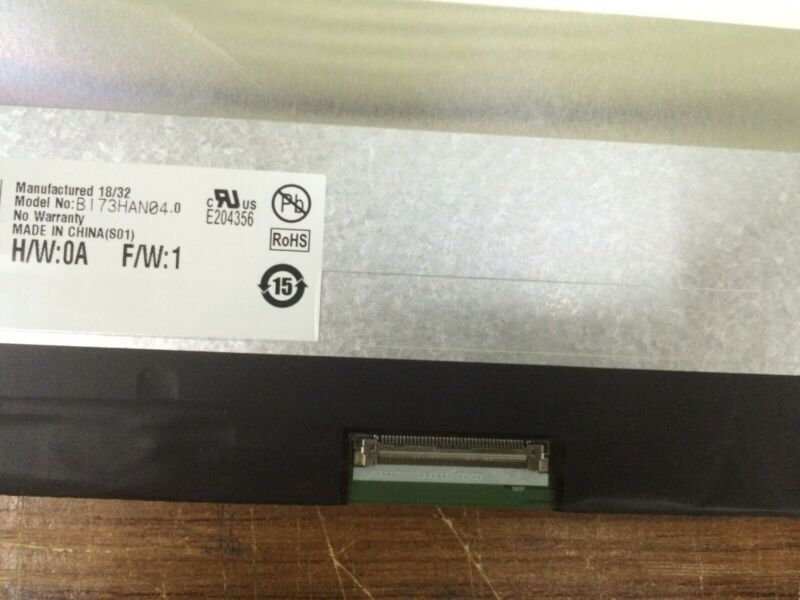 Manufactured 18/32
Model No:B173HAN04.0
No Warranty
MADE IN CHINA(S01)
H/W:0A F/W:1
C RU US
E204356
Pb
RoHS
15